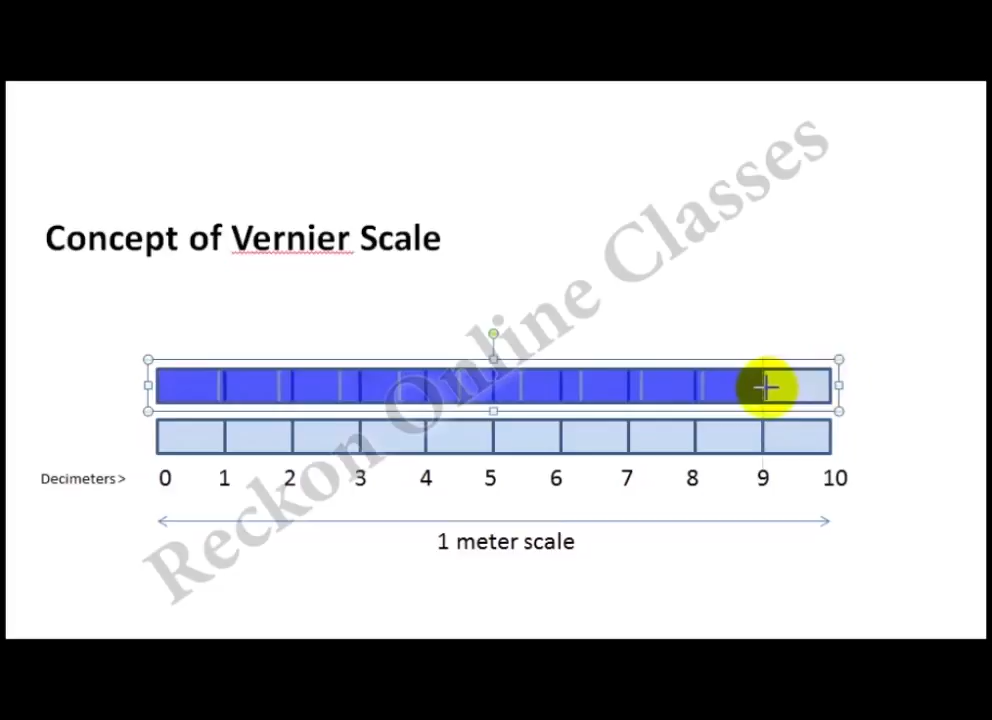 Concept of Vernier Scale
Decimeters > 0 1 2 3 4 5 6 7 8 9 10
1 meter scale
Reckon Online Classes